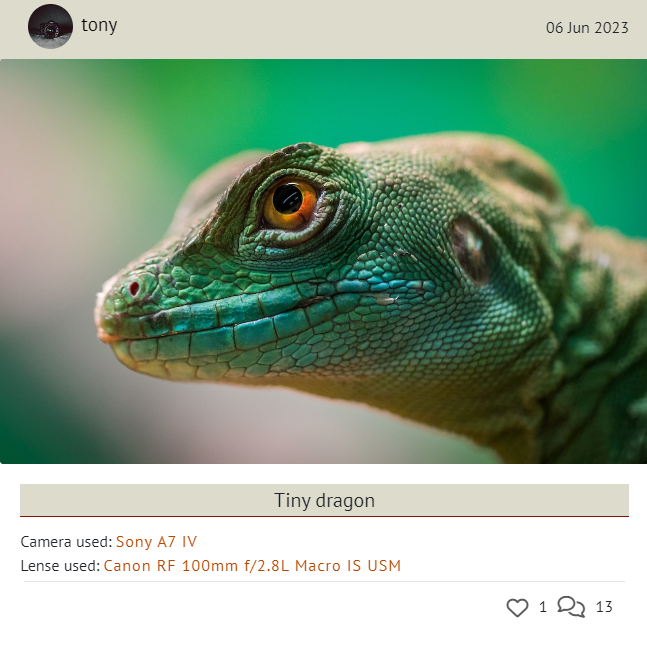 tony
06 Jun 2023
Tiny dragon
Camera used: Sony A7 IV
Lense used: Canon RF 100mm f/2.8L Macro IS USM
1 13